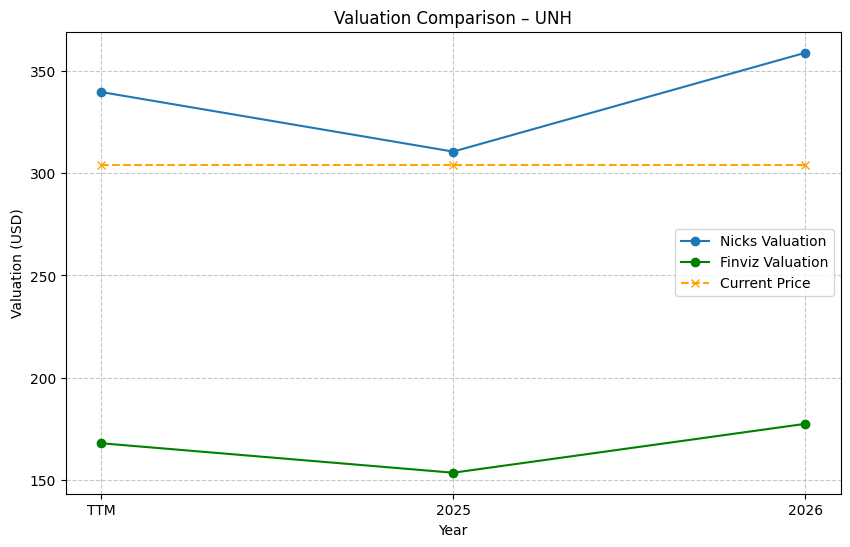 Valuation Comparison – UNH
350
300
250
200
150
Valuation (USD)
Nicks Valuation
Finviz Valuation
Current Price
TTM
2025
2026
Year